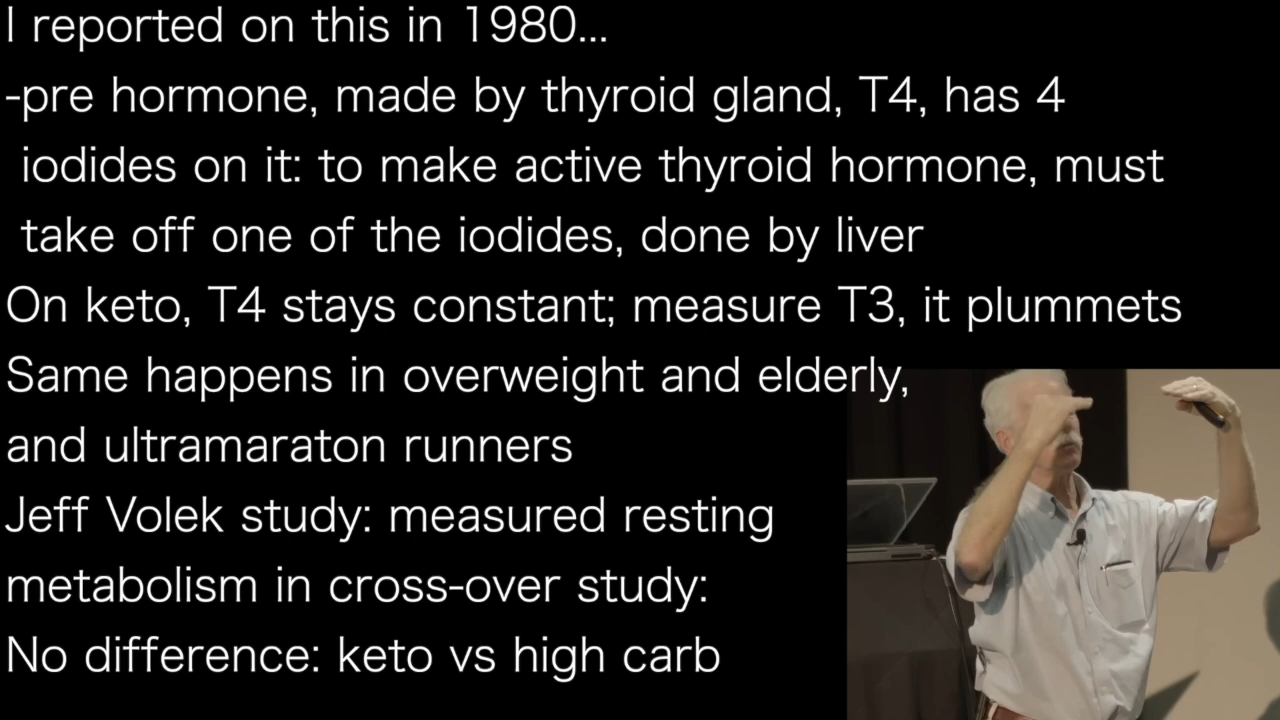 I reported on this in 1980...
-pre hormone, made by thyroid gland, T4, has 4
iodides on it: to make active thyroid hormone, must
take off one of the iodides, done by liver
On keto, T4 stays constant; measure T3, it plummets
Same happens in overweight and elderly,
and ultramaraton runners
Jeff Volek study: measured resting
metabolism in cross-over study:
No difference: keto vs high carb